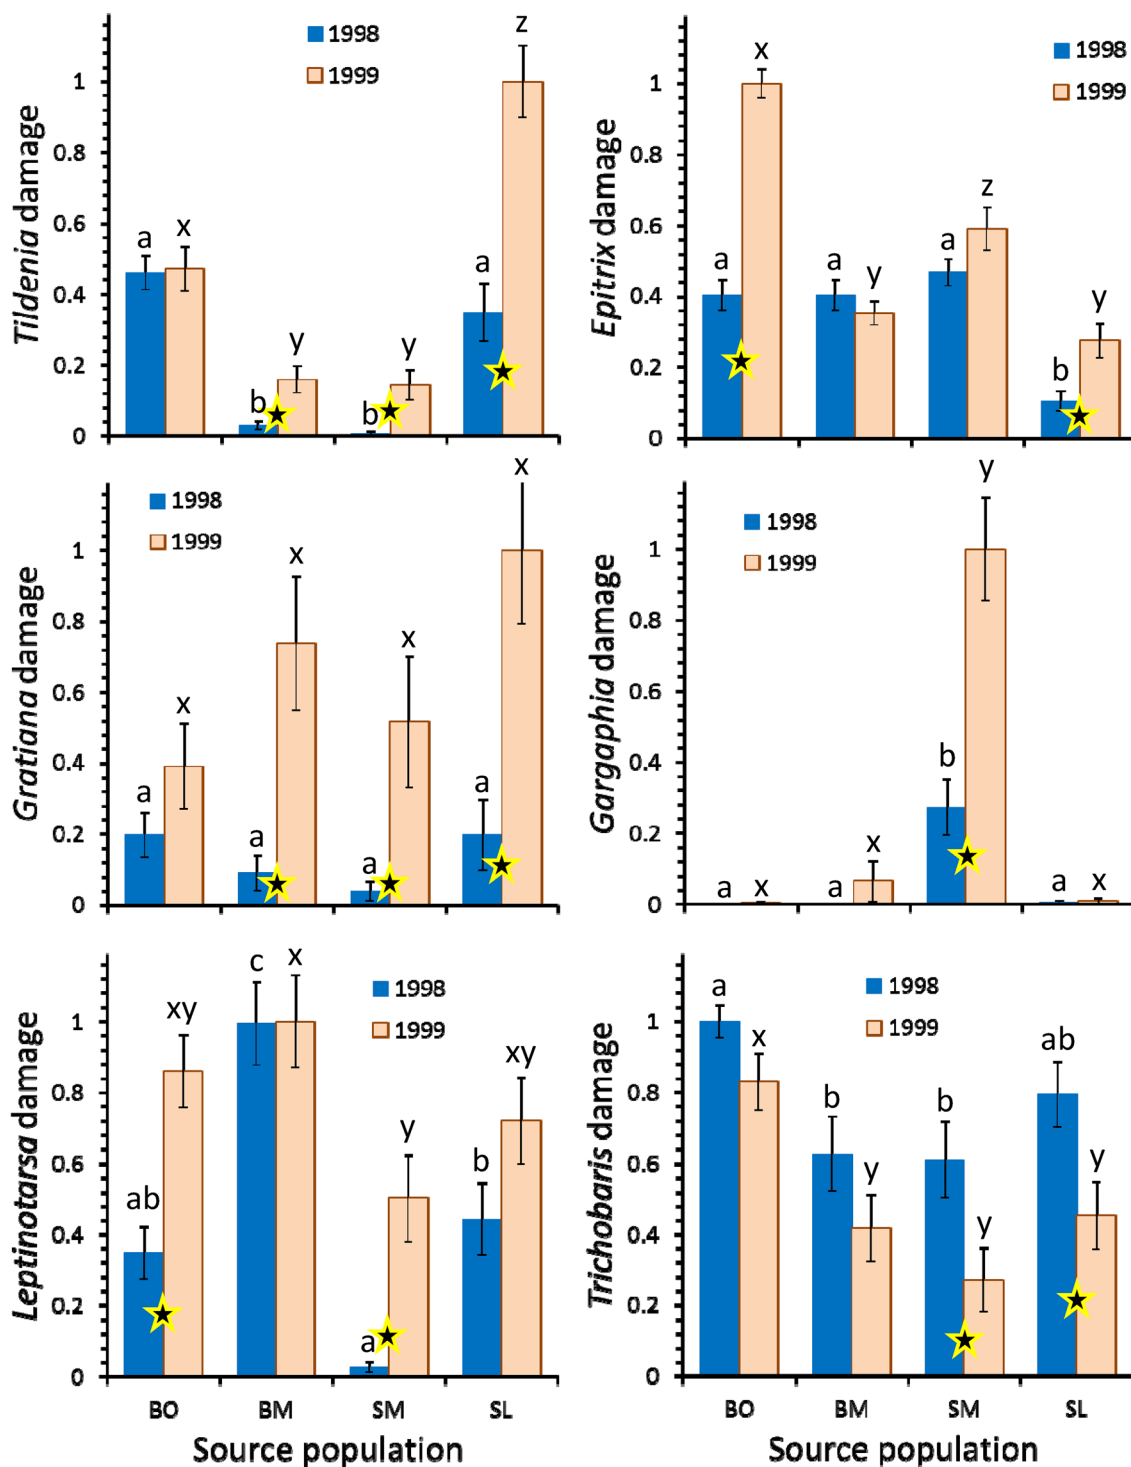 Tildenia damage
1998
1999
1
0.8
0.6
0.4
0.2
0
a
x
b
y
b
y
a
z
Epitrix damage
1998
1999
1
0.8
0.6
0.4
0.2
0
a
x
a
y
a
z
b
y
Gratiana damage
1998
1999
1
0.8
0.6
0.4
0.2
0
a
x
a
x
a
x
a
x
Gargaphia damage
1998
1999
1
0.8
0.6
0.4
0.2
0
a
x
a
x
b
y
a
x
Leptinotarsa damage
1998
1999
1
0.8
0.6
0.4
0.2
0
ab
xy
c
x
a
y
b
xy
BO BM SM SL
Source population
Trichobaris damage
1998
1999
1
0.8
0.6
0.4
0.2
0
a
x
b
y
b
y
ab
y
BO BM SM SL
Source population